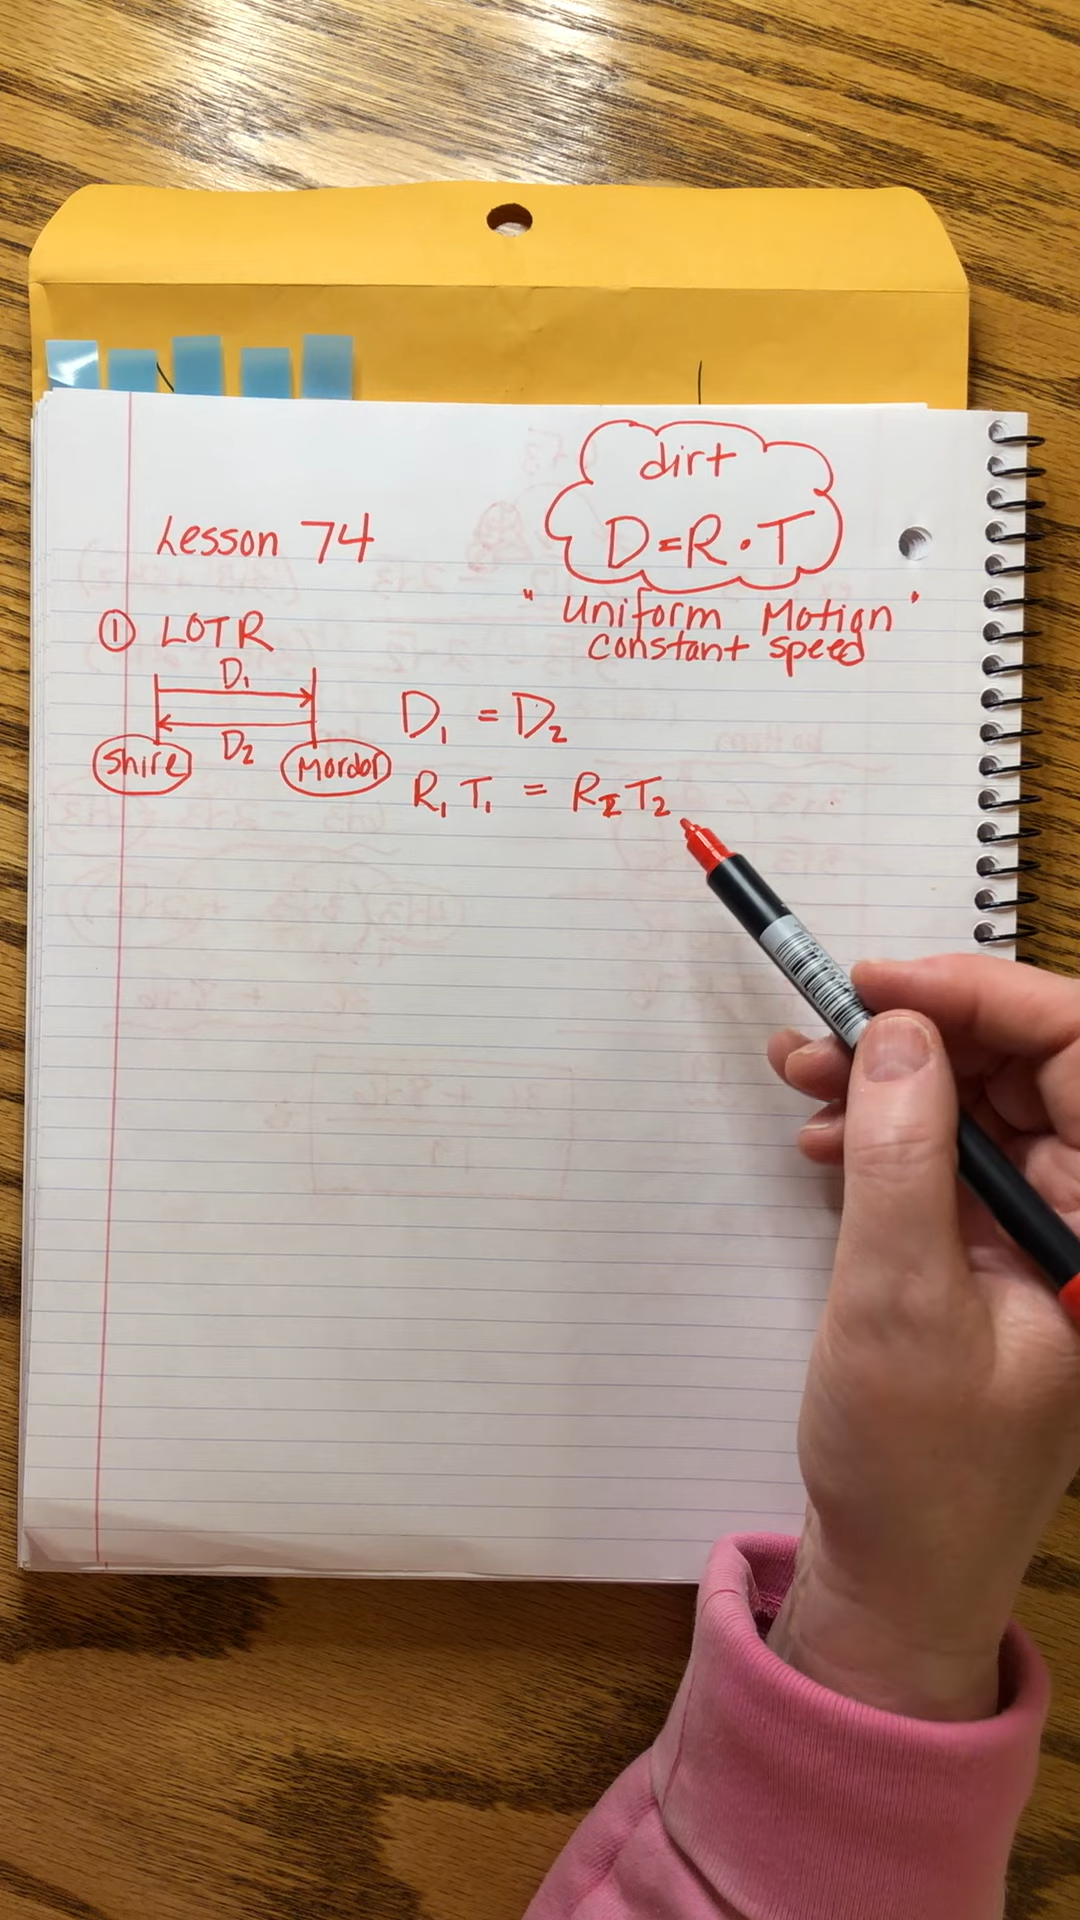 dirt
D = R · T
Lesson 74
"Uniform Motion"
constant speed
① LOTR
D₁
D₂
Shire
Mordor
D₁ = D₂
R₁ T₁ = R₂ T₂